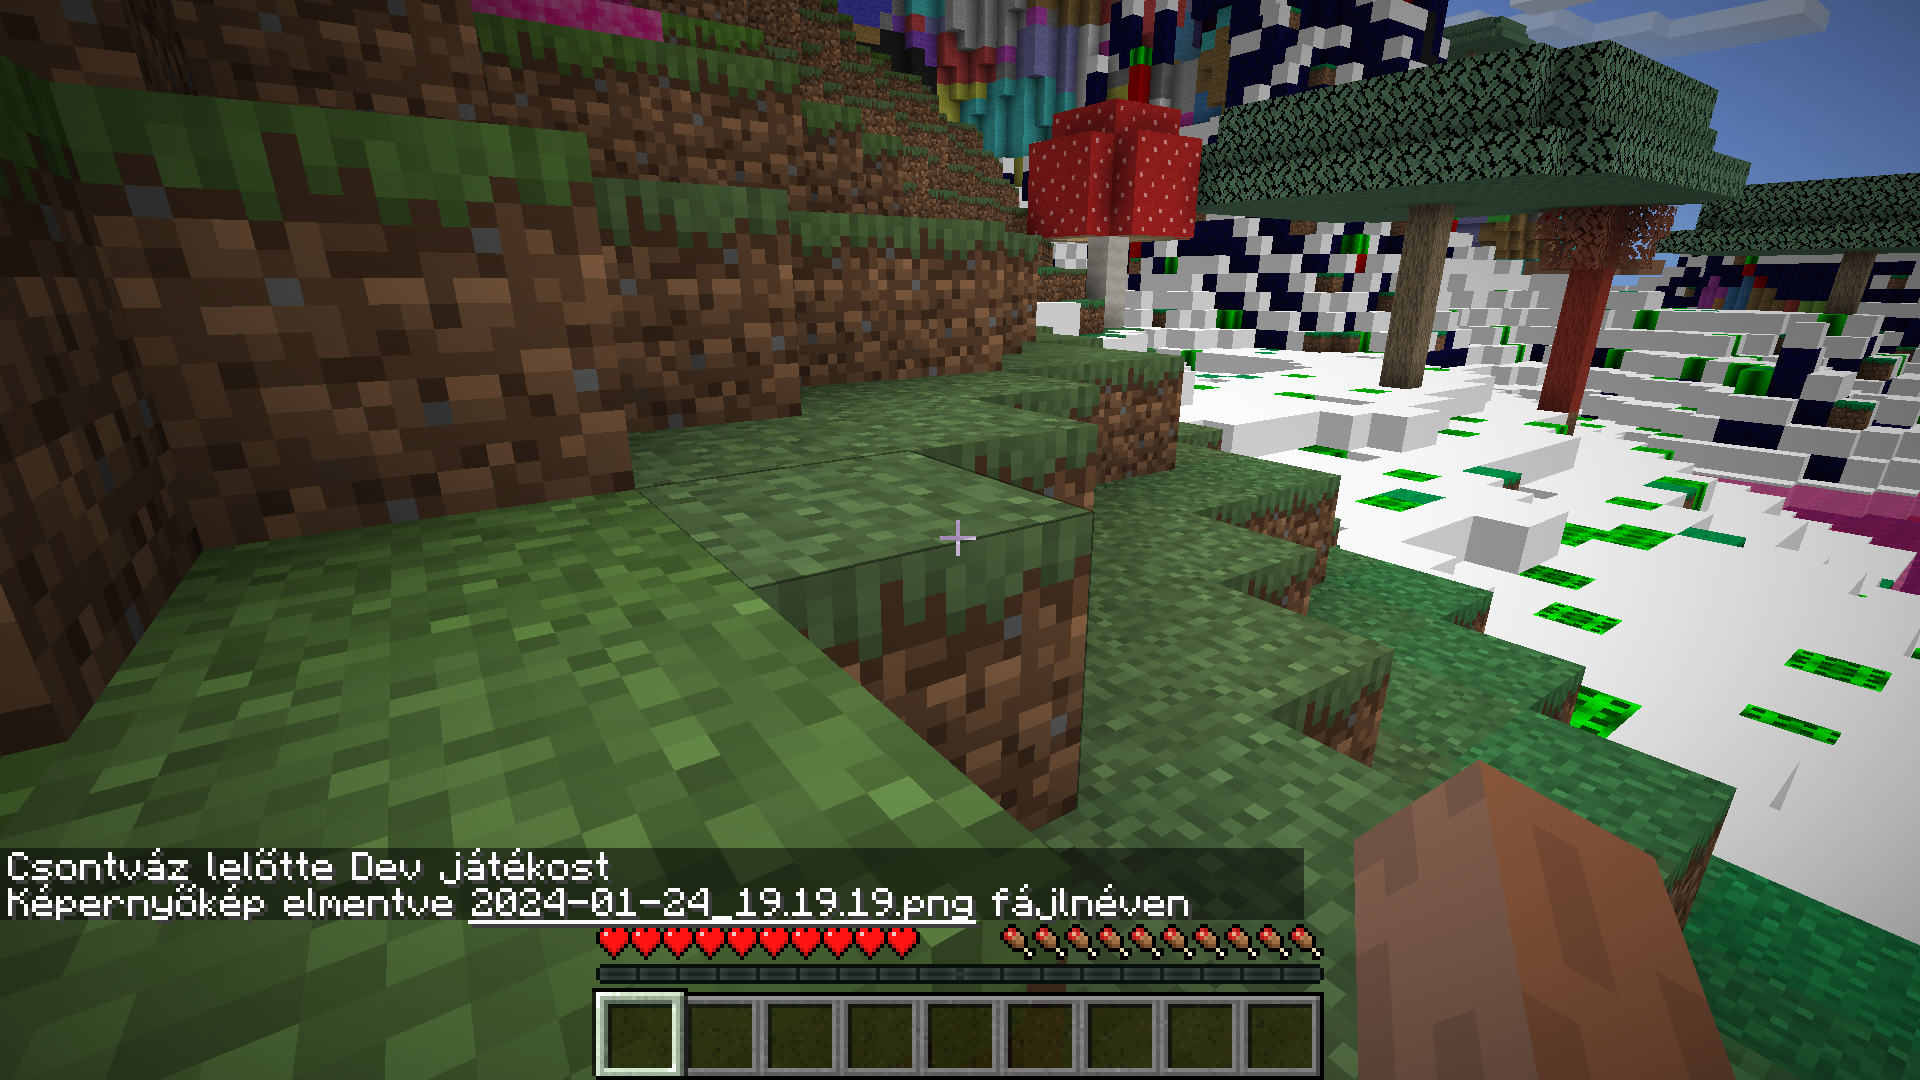 Csontváz lelőtte Dev játékost
Képernyőkép elmentve 2024-01-24_19.19.19.png fájlnéven